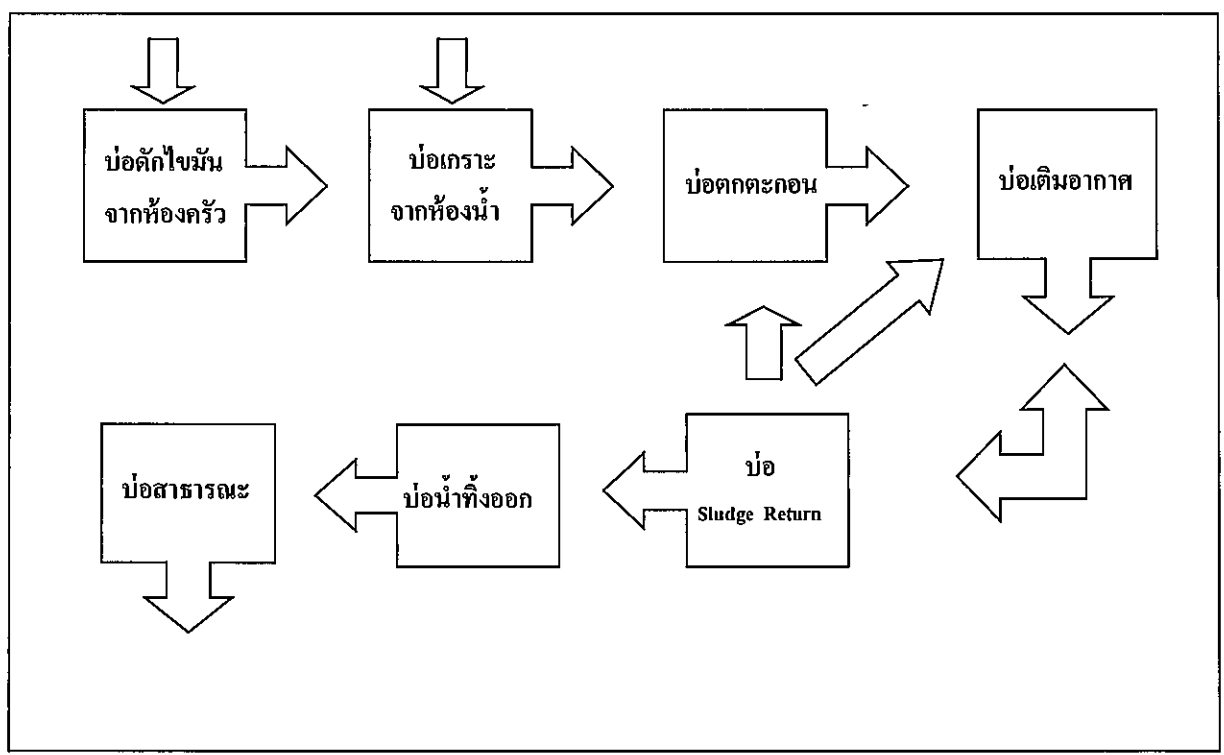 บ่อดักไขมัน
จากห้องครัว
บ่อเกราะ
จากห้องน้ำ
บ่อตกตะกอน
บ่อเติมอากาศ
บ่อสาธารณะ
บ่อน้ำทิ้งออก
บ่อ
Sludge Return